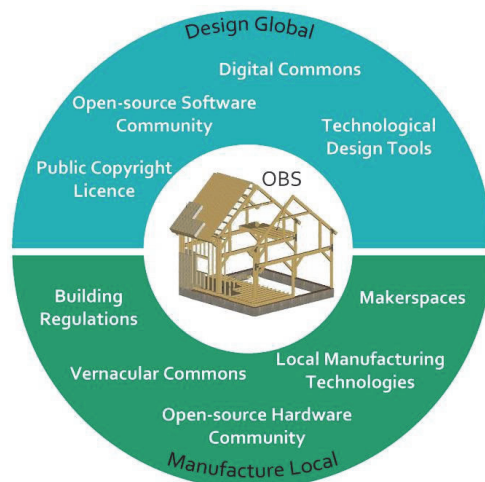 Design Global
Digital Commons
Open-source Software
Community
Technological
Design Tools
Public Copyright
Licence
OBS
Building
Regulations
Makerspaces
Vernacular Commons
Local Manufacturing
Technologies
Open-source Hardware
Community
Manufacture Local